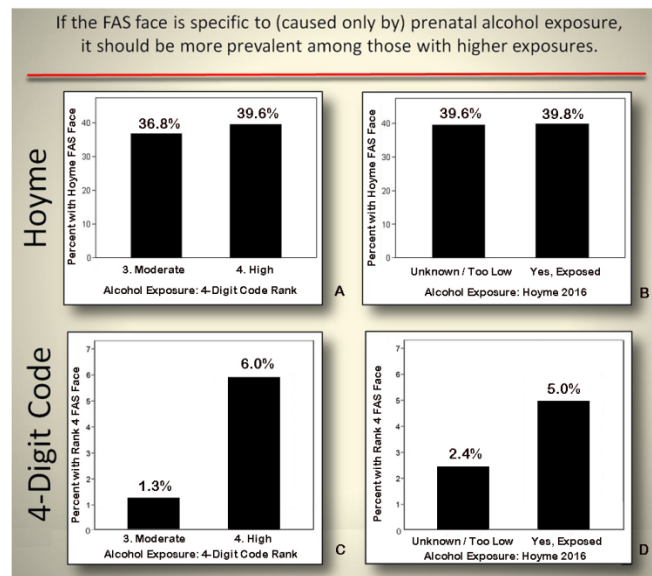 If the FAS face is specific to (caused only by) prenatal alcohol exposure,
it should be more prevalent among those with higher exposures.
Hoyme
Percent with Hoyme FAS Face
40
30
20
10
0
36.8%
39.6%
3. Moderate
4. High
Alcohol Exposure: 4-Digit Code Rank
A
Percent with Hoyme FAS Face
40
30
20
10
0
39.6%
39.8%
Unknown / Too Low
Yes, Exposed
Alcohol Exposure: Hoyme 2016
B
4-Digit Code
Percent with Rank 4 FAS Face
7
6
5
4
3
2
1
0
1.3%
6.0%
3. Moderate
4. High
Alcohol Exposure: 4-Digit Code Rank
C
Percent with Rank 4 FAS Face
7
6
5
4
3
2
1
0
2.4%
5.0%
Unknown / Too Low
Yes, Exposed
Alcohol Exposure: Hoyme 2016
D